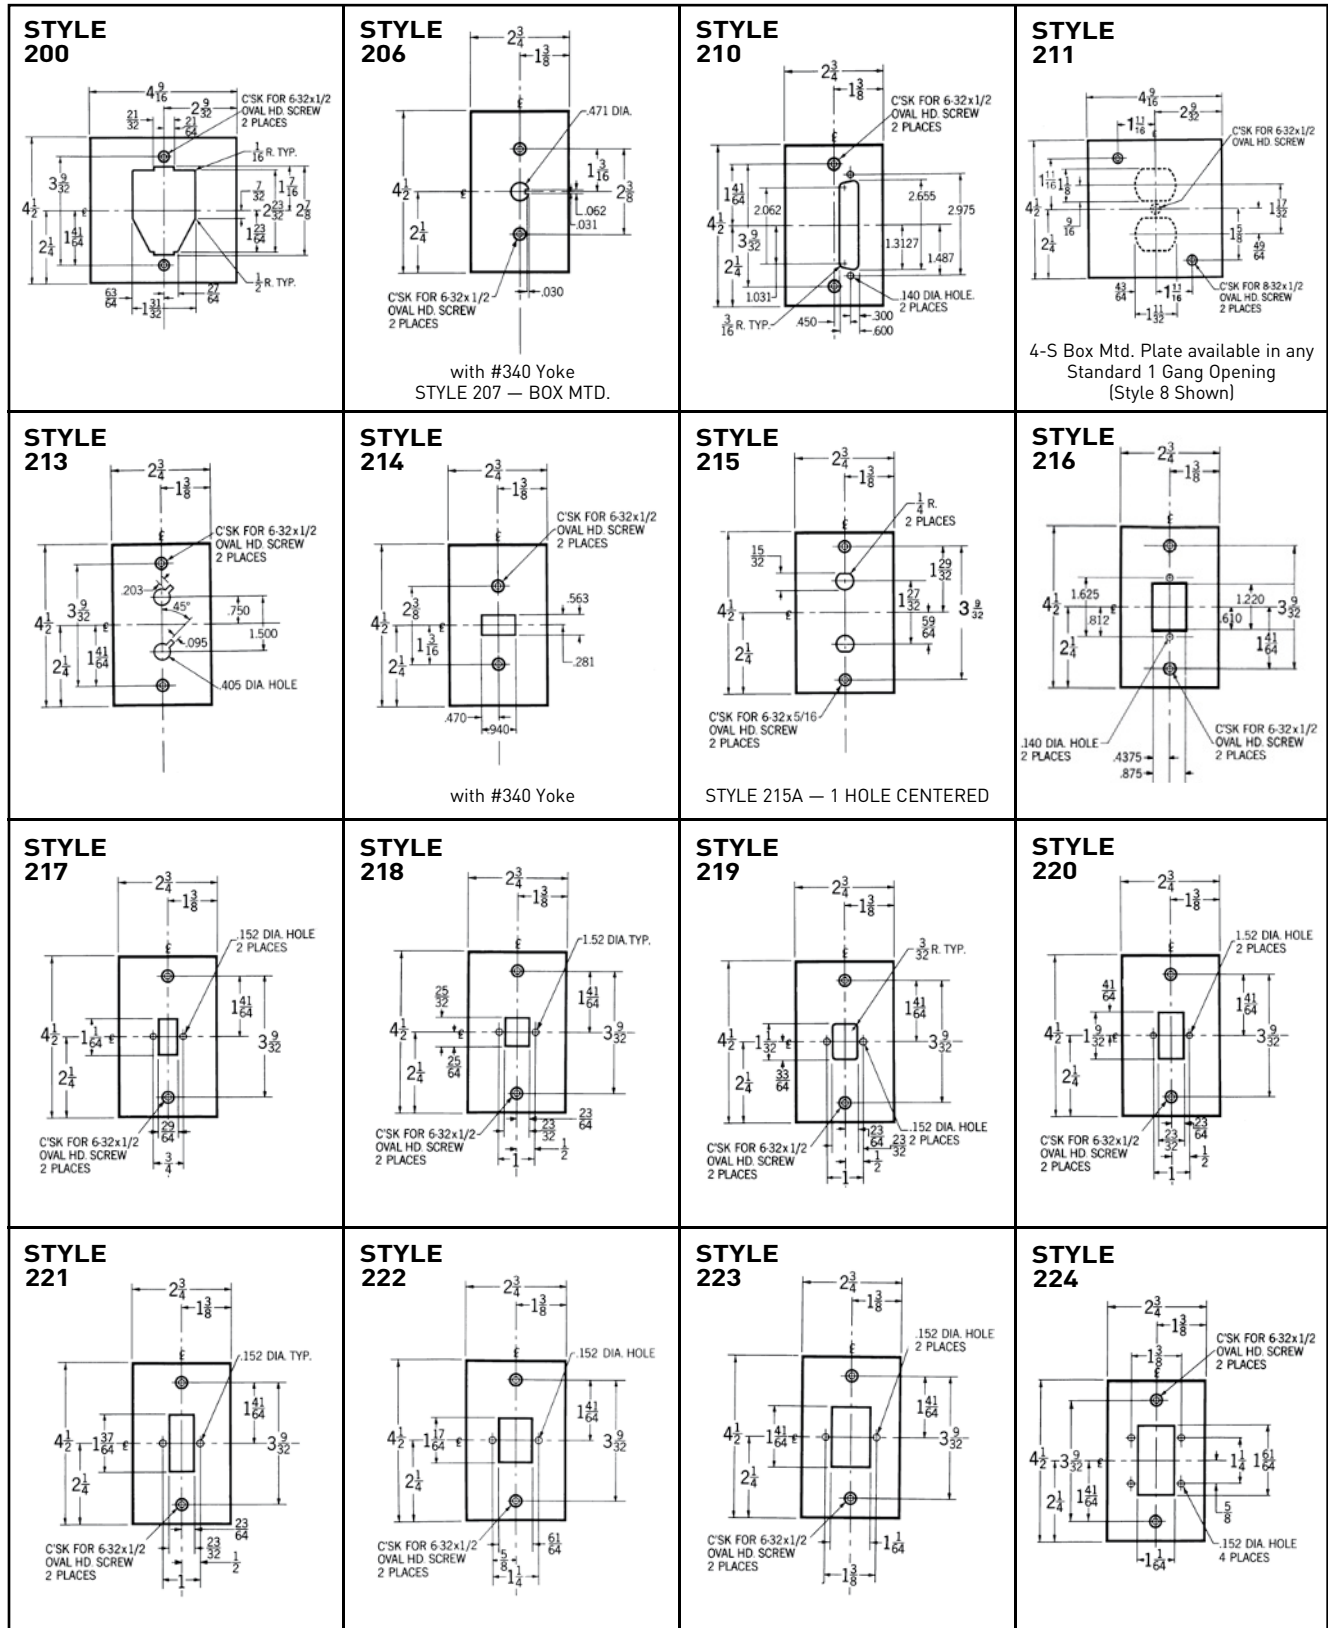 STYLE
200
4 9/16
2 9/32
21/32
21/64
C'SK FOR 6-32x1/2
OVAL HD. SCREW
2 PLACES
1/16 R. TYP.
3 9/32
4 1/2
2 1/4
1 41/64
7/32
1 7/16
2 23/32
2 7/8
1 23/64
63/64
1 31/32
27/64
1/2 R. TYP.
STYLE
206
2 3/4
1 3/8
.471 DIA.
4 1/2
2 1/4
1 3/16
2 3/8
.062
.031
.030
C'SK FOR 6-32x1/2
OVAL HD. SCREW
2 PLACES
with #340 Yoke
STYLE 207 — BOX MTD.
STYLE
210
2 3/4
1 3/8
C'SK FOR 6-32x1/2
OVAL HD. SCREW
2 PLACES
1 41/64
4 1/2
3 9/32
2 1/4
2.062
2.655
2.975
1.3127
1.487
1.031
.140 DIA. HOLE.
2 PLACES
3/16 R. TYP.
.450
.300
.600
STYLE
211
4 9/16
2 9/32
1 11/16
C'SK FOR 6-32x1/2
OVAL HD. SCREW
1 11/16
1 1/8
4 1/2
9/16
2 1/4
1 17/32
1 5/8
49/64
43/64
1 11/16
1 11/32
C'SK FOR 8-32x1/2
OVAL HD. SCREW
2 PLACES
4-S Box Mtd. Plate available in any
Standard 1 Gang Opening
(Style 8 Shown)
STYLE
213
2 3/4
1 3/8
C'SK FOR 6-32x1/2
OVAL HD. SCREW
2 PLACES
.203
3 9/32
45°
.750
4 1/2
1.500
1 41/64
.095
2 1/4
.405 DIA. HOLE
STYLE
214
2 3/4
1 3/8
C'SK FOR 6-32x1/2
OVAL HD. SCREW
2 PLACES
2 3/8
.563
4 1/2
1 3/16
2 1/4
.281
.470
.940
with #340 Yoke
STYLE
215
2 3/4
1 3/8
1/4 R.
2 PLACES
15/32
1 29/32
4 1/2
1 27/32
3 9/32
59/64
2 1/4
C'SK FOR 6-32x5/16
OVAL HD. SCREW
2 PLACES
STYLE 215A — 1 HOLE CENTERED
STYLE
216
2 3/4
1 3/8
1.625
1.220
4 1/2
3 9/32
.812
.610
2 1/4
1 41/64
.140 DIA. HOLE
2 PLACES
C'SK FOR 6-32x1/2
OVAL HD. SCREW
2 PLACES
.4375
.875
STYLE
217
2 3/4
1 3/8
.152 DIA. HOLE
2 PLACES
1 41/64
4 1/2
1 1/64
3 9/32
2 1/4
29/64
3/4
C'SK FOR 6-32x1/2
OVAL HD. SCREW
2 PLACES
STYLE
218
2 3/4
1 3/8
1.52 DIA. TYP.
25/32
1 41/64
4 1/2
3 9/32
25/64
2 1/4
23/64
23/32
1/2
1
C'SK FOR 6-32x1/2
OVAL HD. SCREW
2 PLACES
STYLE
219
2 3/4
1 3/8
3/32 R. TYP.
1 41/64
4 1/2
1 1/32
3 9/32
33/64
2 1/4
.152 DIA. HOLE
2 PLACES
23/64
23/32
1/2
1
C'SK FOR 6-32x1/2
OVAL HD. SCREW
2 PLACES
STYLE
220
2 3/4
1 3/8
1.52 DIA. HOLE
2 PLACES
41/64
1 41/64
4 1/2
1 9/32
3 9/32
2 1/4
23/64
23/32
1/2
1
C'SK FOR 6-32x1/2
OVAL HD. SCREW
2 PLACES
STYLE
221
2 3/4
1 3/8
.152 DIA. TYP.
1 41/64
4 1/2
1 37/64
3 9/32
2 1/4
23/64
23/32
1/2
1
C'SK FOR 6-32x1/2
OVAL HD. SCREW
2 PLACES
STYLE
222
2 3/4
1 3/8
.152 DIA. HOLE
1 41/64
4 1/2
1 17/64
3 9/32
2 1/4
61/64
5/8
1 1/4
C'SK FOR 6-32x1/2
OVAL HD. SCREW
2 PLACES
STYLE
223
2 3/4
1 3/8
.152 DIA. HOLE
2 PLACES
1 41/64
4 1/2
1 41/64
3 9/32
2 1/4
1 1/64
1 3/8
C'SK FOR 6-32x1/2
OVAL HD. SCREW
2 PLACES
STYLE
224
2 3/4
1 3/8
1 3/8
C'SK FOR 6-32x1/2
OVAL HD. SCREW
2 PLACES
4 1/2
3 9/32
1 1/4
1 61/64
2 1/4
1 41/64
5/8
1 1/64
.152 DIA. HOLE
4 PLACES